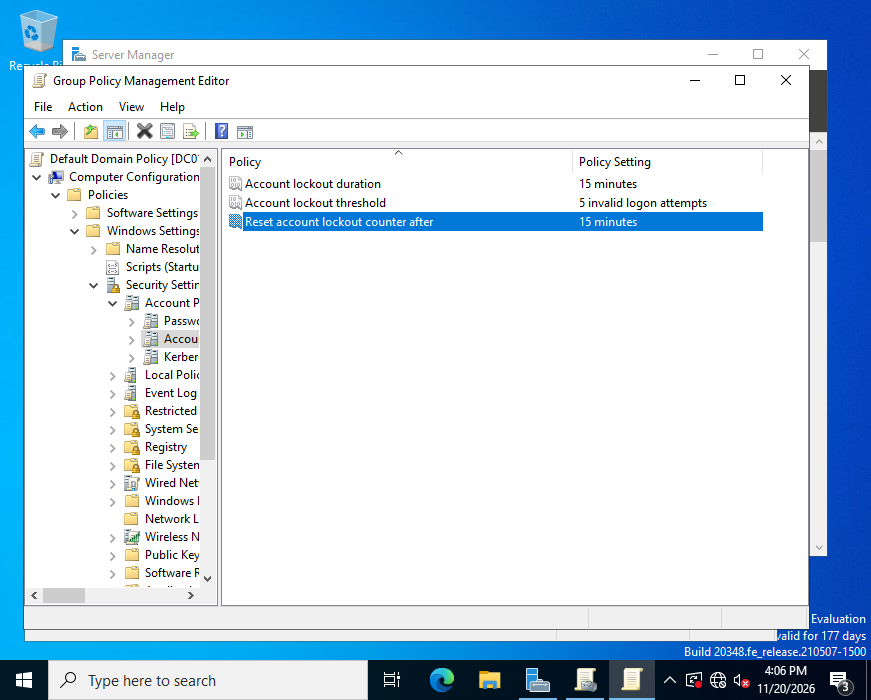 Server Manager
Group Policy Management Editor
File Action View Help
Default Domain Policy [DC0
Computer Configuration
Policies
Software Settings
Windows Settings
Name Resolut
Scripts (Startu
Security Settin
Account P
Passwo
Accou
Kerber
Local Polic
Event Log
Restricted
System Se
Registry
File System
Wired Net
Windows
Network L
Wireless N
Public Key
Software R
Policy Policy Setting
Account lockout duration 15 minutes
Account lockout threshold 5 invalid logon attempts
Reset account lockout counter after 15 minutes
Evaluation
valid for 177 days
Build 20348.fe_release.210507-1500
Type here to search
4:06 PM
11/20/2026
3